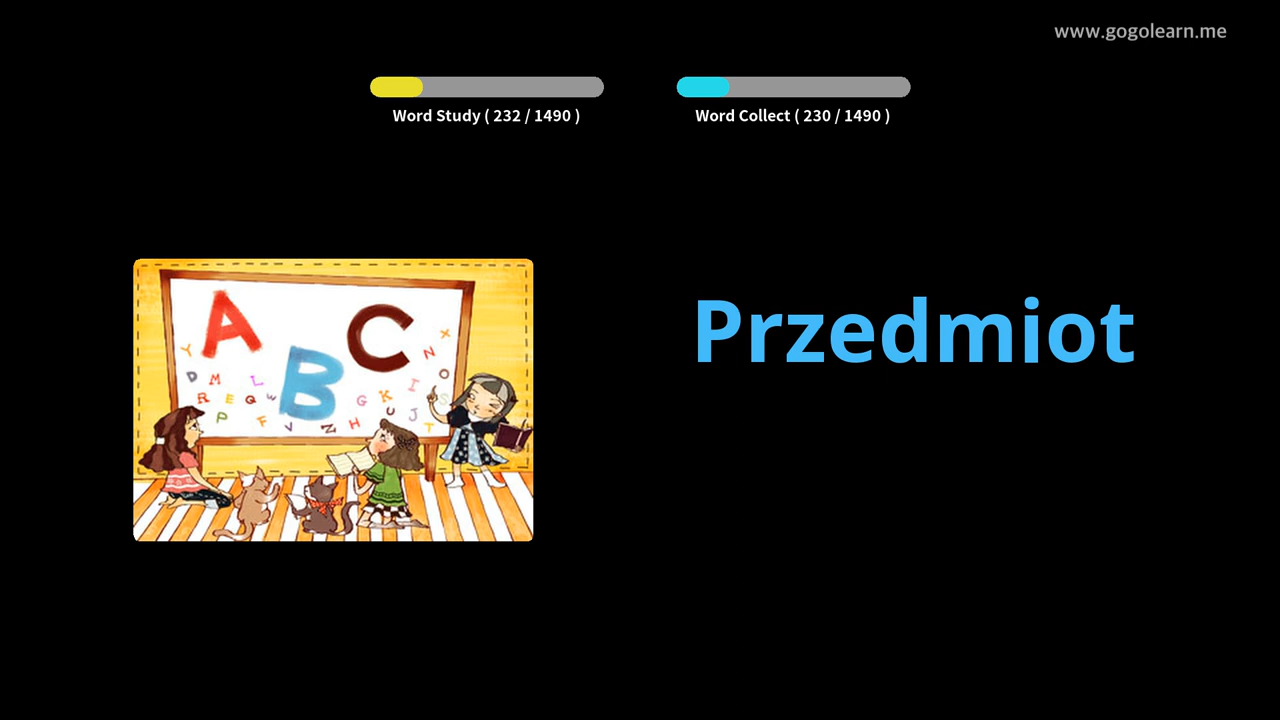 www.gogolearn.me
Word Study ( 232 / 1490 )
Word Collect ( 230 / 1490 )
Przedmiot
A
B
C
Y
X
N
D M L I O
R E Q W G K S
P F V Z H U J T